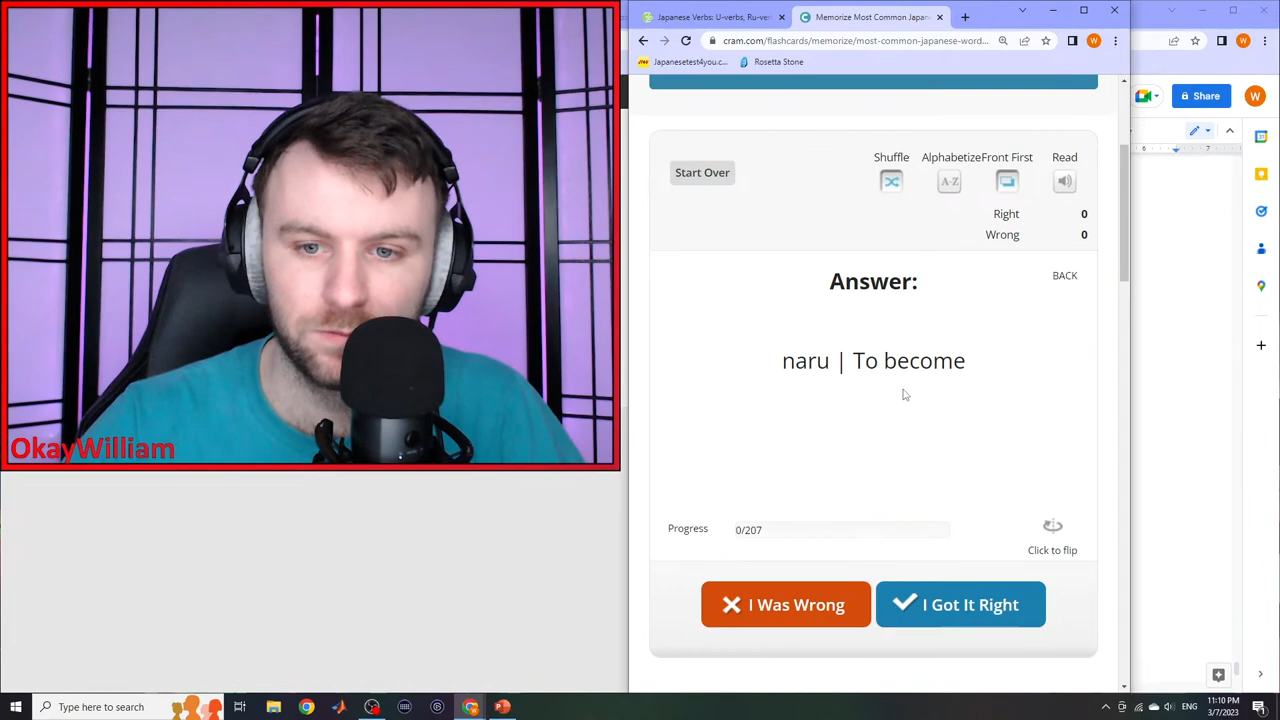 Japanese Verbs: U-verbs, Ru-ver
Memorize Most Common Japan
cram.com/flashcards/memorize/most-common-japanese-word...
W
W
Japanesetest4you.c...
Rosetta Stone
Share
W
6
7
Start Over
Shuffle
Alphabetize
Front First
Read
A-Z
Right
0
Wrong
0
Answer:
BACK
naru | To become
OkayWilliam
Progress
0/207
Click to flip
I Was Wrong
I Got It Right
Type here to search
ENG
11:10 PM
3/7/2023